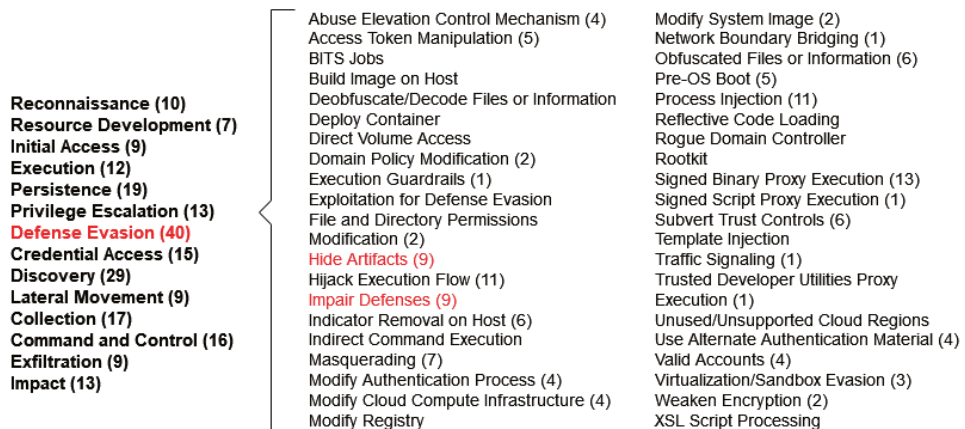 Reconnaissance (10)
Resource Development (7)
Initial Access (9)
Execution (12)
Persistence (19)
Privilege Escalation (13)
Defense Evasion (40)
Credential Access (15)
Discovery (29)
Lateral Movement (9)
Collection (17)
Command and Control (16)
Exfiltration (9)
Impact (13)
Abuse Elevation Control Mechanism (4)
Access Token Manipulation (5)
BITS Jobs
Build Image on Host
Deobfuscate/Decode Files or Information
Deploy Container
Direct Volume Access
Domain Policy Modification (2)
Execution Guardrails (1)
Exploitation for Defense Evasion
File and Directory Permissions
Modification (2)
Hide Artifacts (9)
Hijack Execution Flow (11)
Impair Defenses (9)
Indicator Removal on Host (6)
Indirect Command Execution
Masquerading (7)
Modify Authentication Process (4)
Modify Cloud Compute Infrastructure (4)
Modify Registry
Modify System Image (2)
Network Boundary Bridging (1)
Obfuscated Files or Information (6)
Pre-OS Boot (5)
Process Injection (11)
Reflective Code Loading
Rogue Domain Controller
Rootkit
Signed Binary Proxy Execution (13)
Signed Script Proxy Execution (1)
Subvert Trust Controls (6)
Template Injection
Traffic Signaling (1)
Trusted Developer Utilities Proxy
Execution (1)
Unused/Unsupported Cloud Regions
Use Alternate Authentication Material (4)
Valid Accounts (4)
Virtualization/Sandbox Evasion (3)
Weaken Encryption (2)
XSL Script Processing